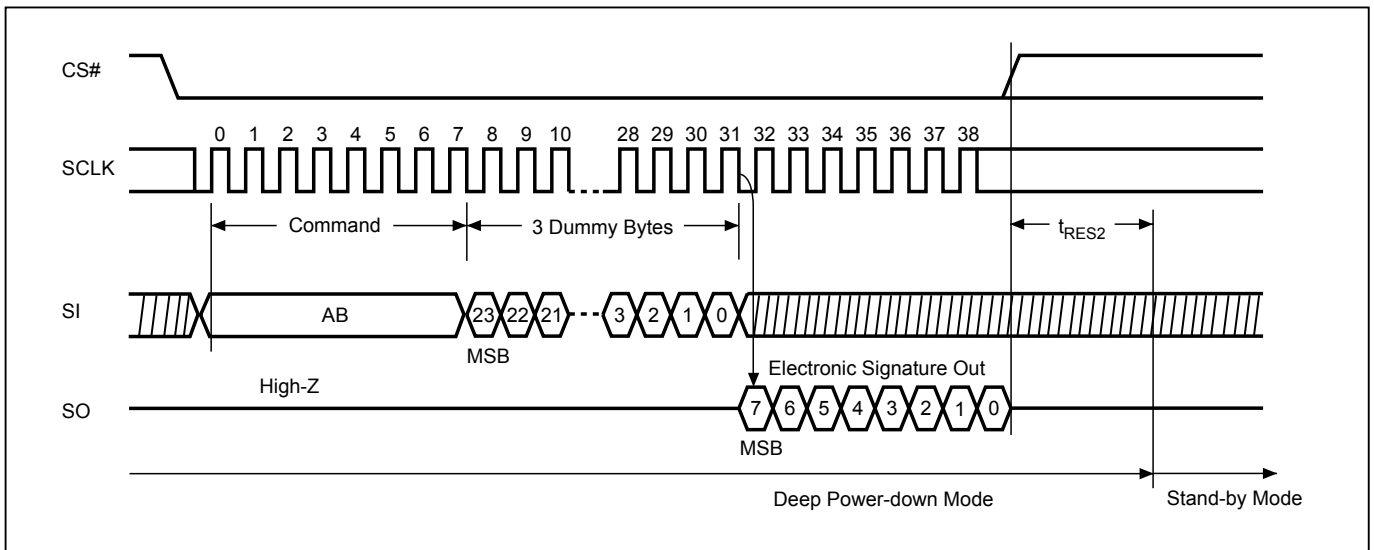 CS#
0 1 2 3 4 5 6 7 8 9 10 28 29 30 31 32 33 34 35 36 37 38
SCLK
Command 3 Dummy Bytes tRES2
SI AB 23 22 21 3 2 1 0
MSB
Electronic Signature Out
High-Z
SO 7 6 5 4 3 2 1 0
MSB
Deep Power-down Mode Stand-by Mode